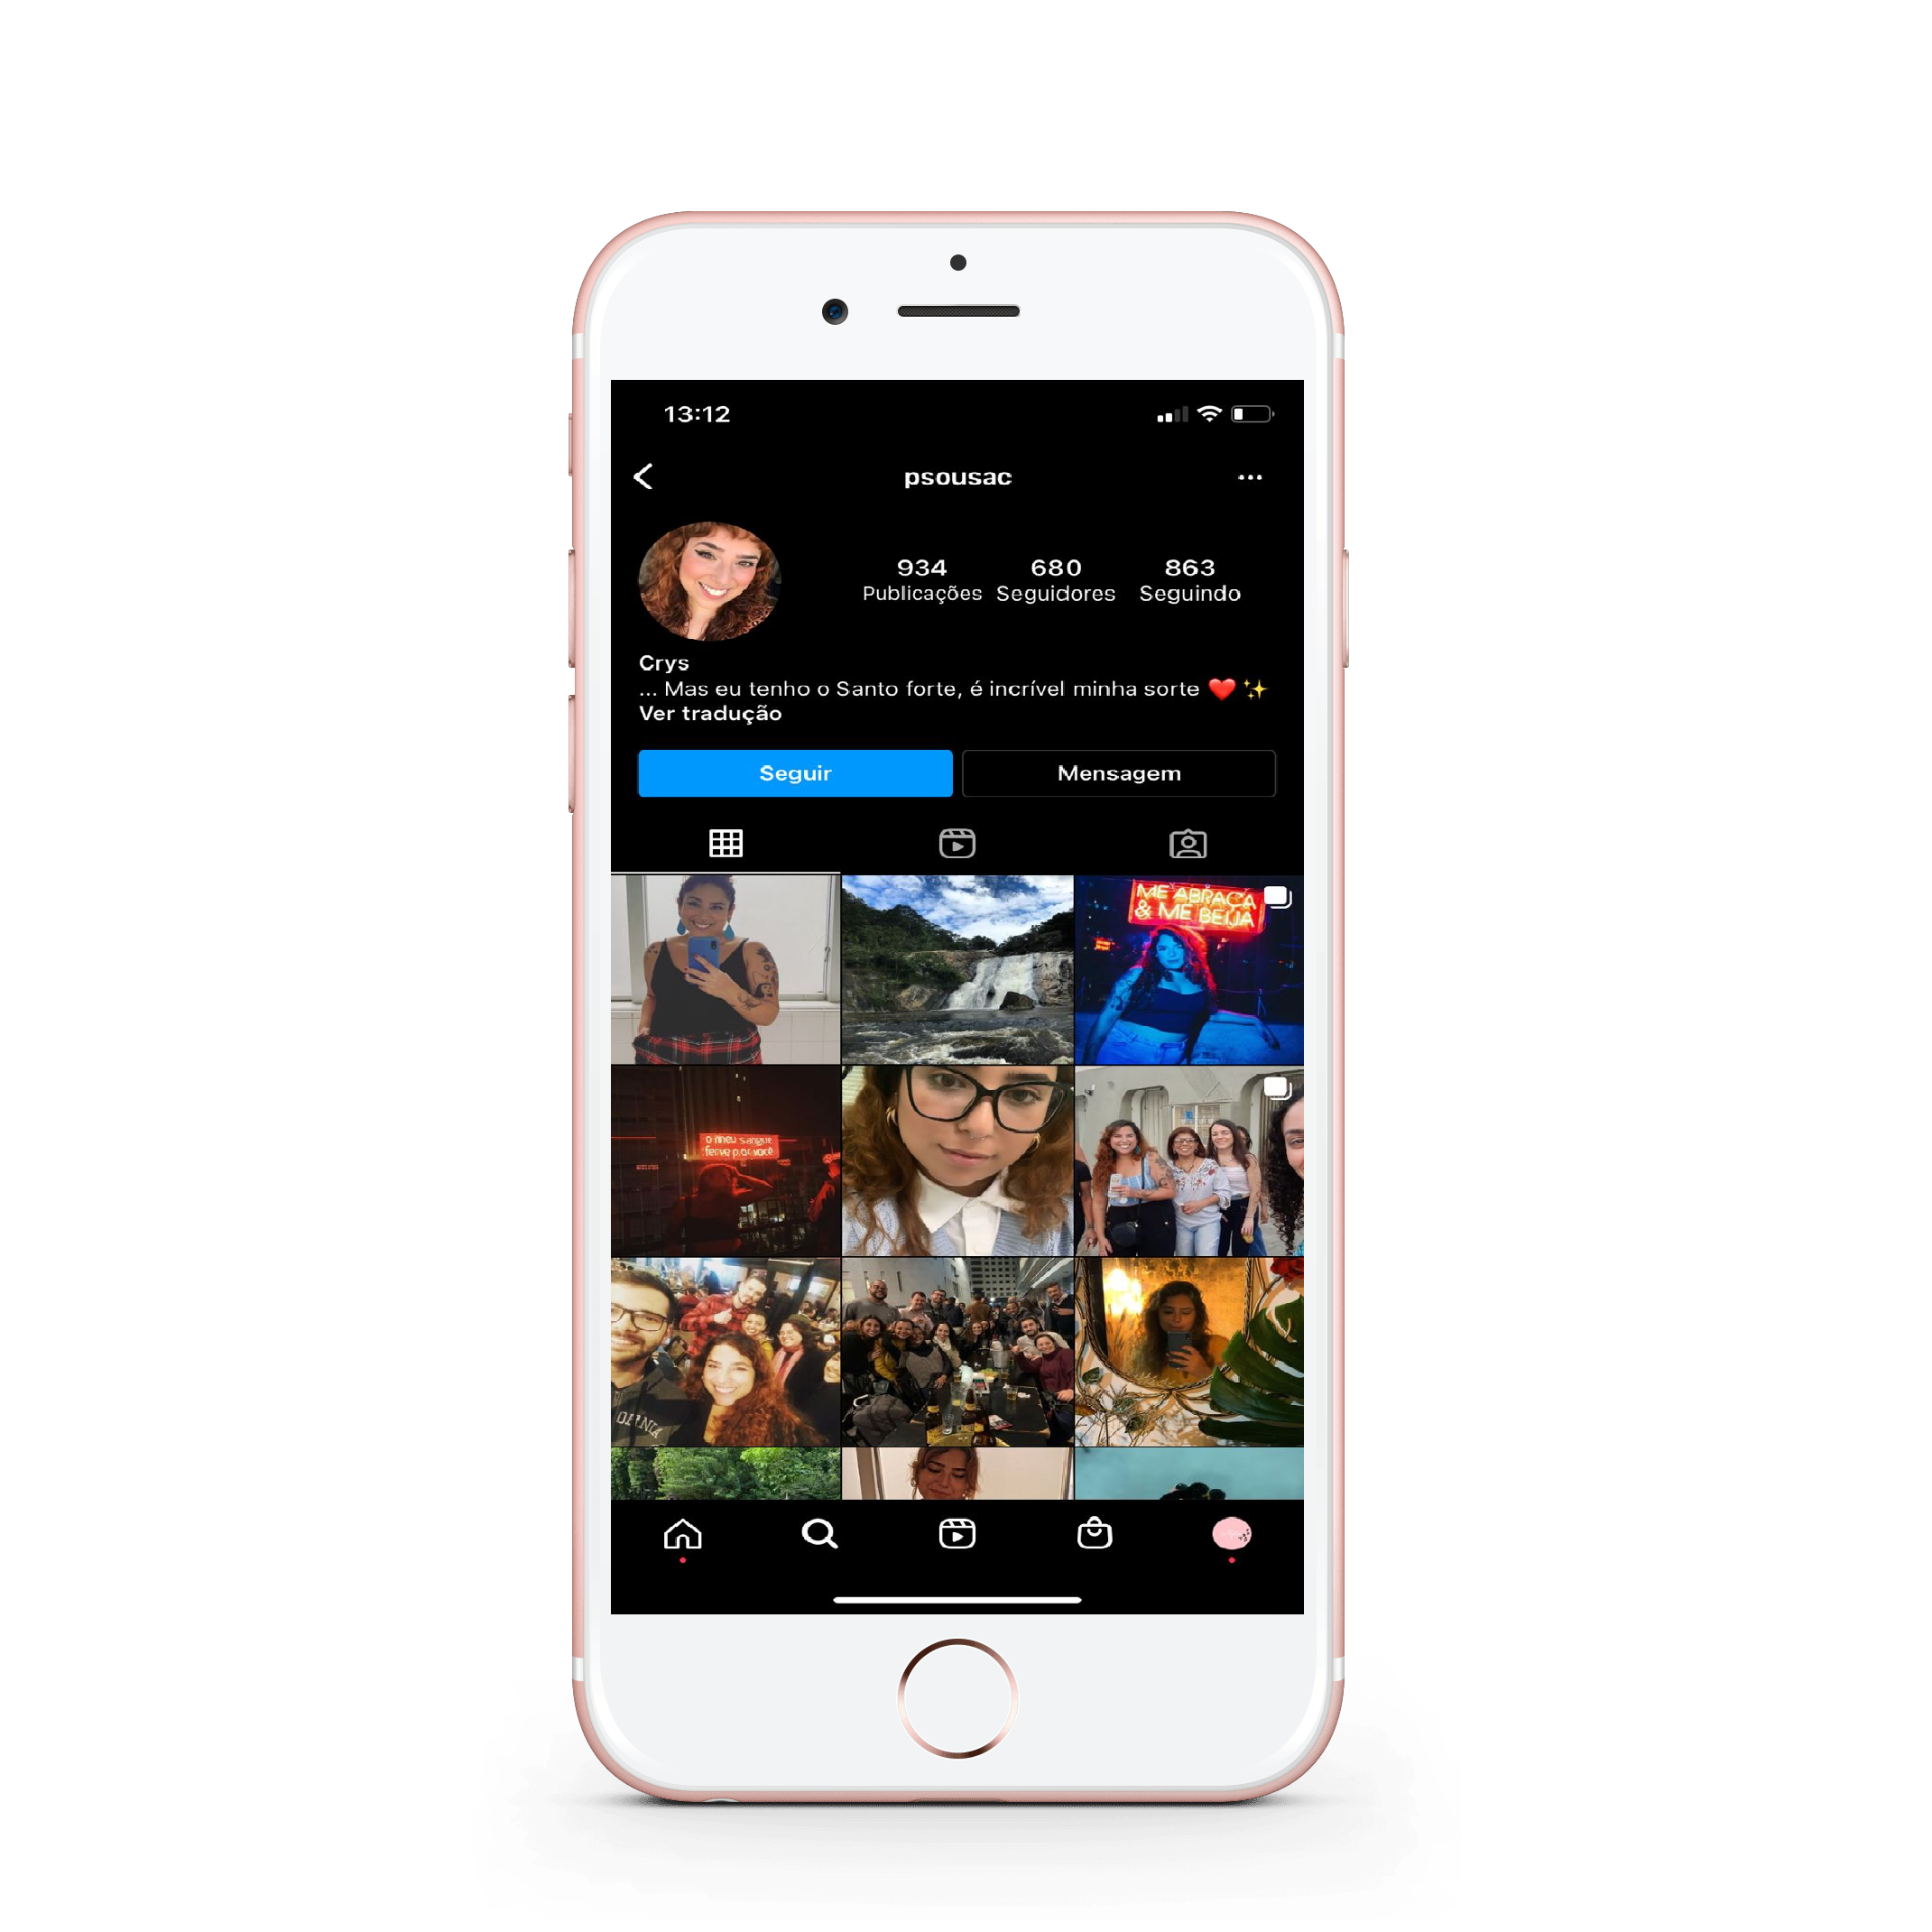 13:12
psousac
934 680 863
Publicações Seguidores Seguindo
Crys
... Mas eu tenho o Santo forte, é incrível minha sorte ❤️ ✨
Ver tradução
Seguir Mensagem
ME ABRAÇA
& ME BEIJA
o meu sangue
ferve por você